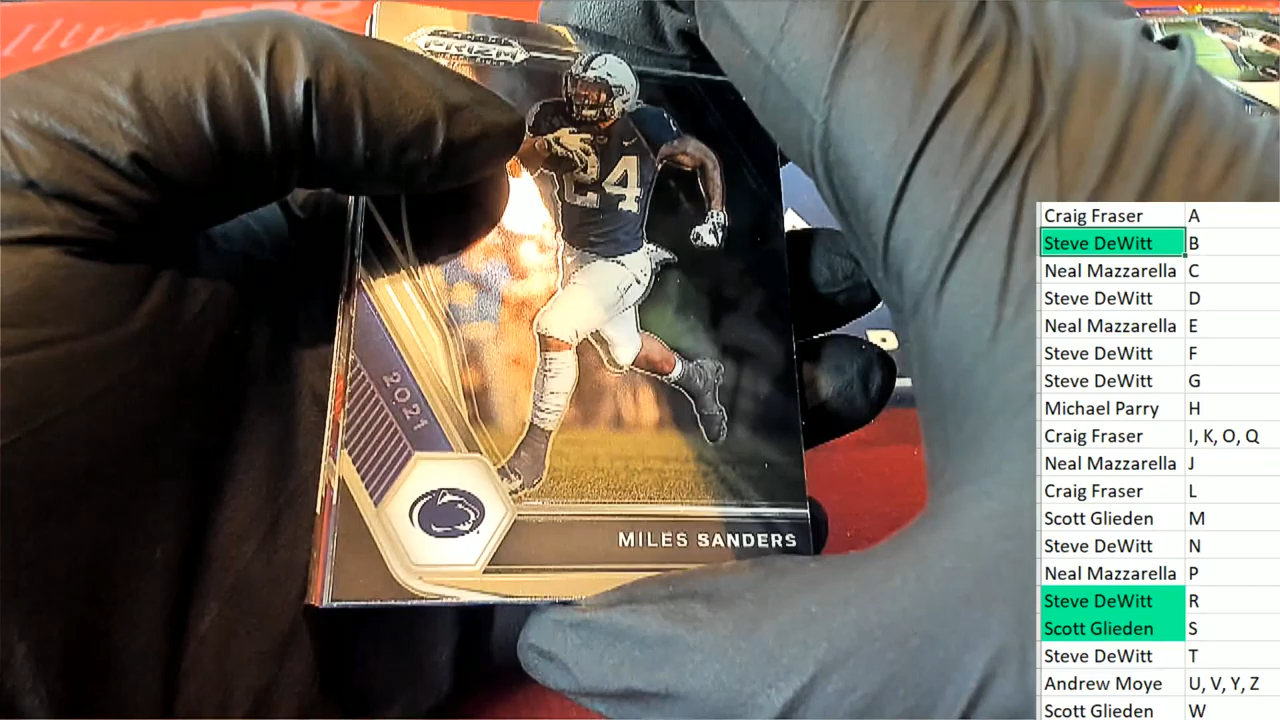 PRIZM
24
2021
MILES SANDERS
Craig Fraser A
Steve DeWitt B
Neal Mazzarella C
Steve DeWitt D
Neal Mazzarella E
Steve DeWitt F
Steve DeWitt G
Michael Parry H
Craig Fraser I, K, O, Q
Neal Mazzarella J
Craig Fraser L
Scott Glieden M
Steve DeWitt N
Neal Mazzarella P
Steve DeWitt R
Scott Glieden S
Steve DeWitt T
Andrew Moye U, V, Y, Z
Scott Glieden W